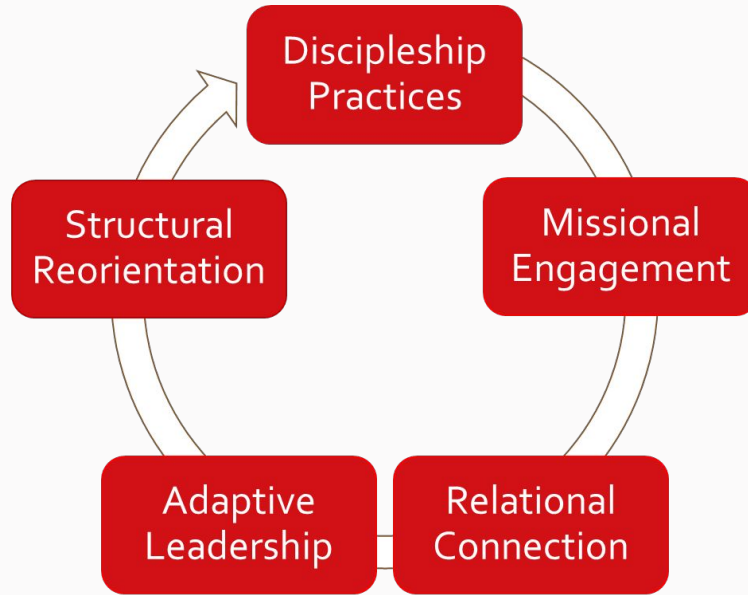 Discipleship
Practices
Missional
Engagement
Relational
Connection
Adaptive
Leadership
Structural
Reorientation